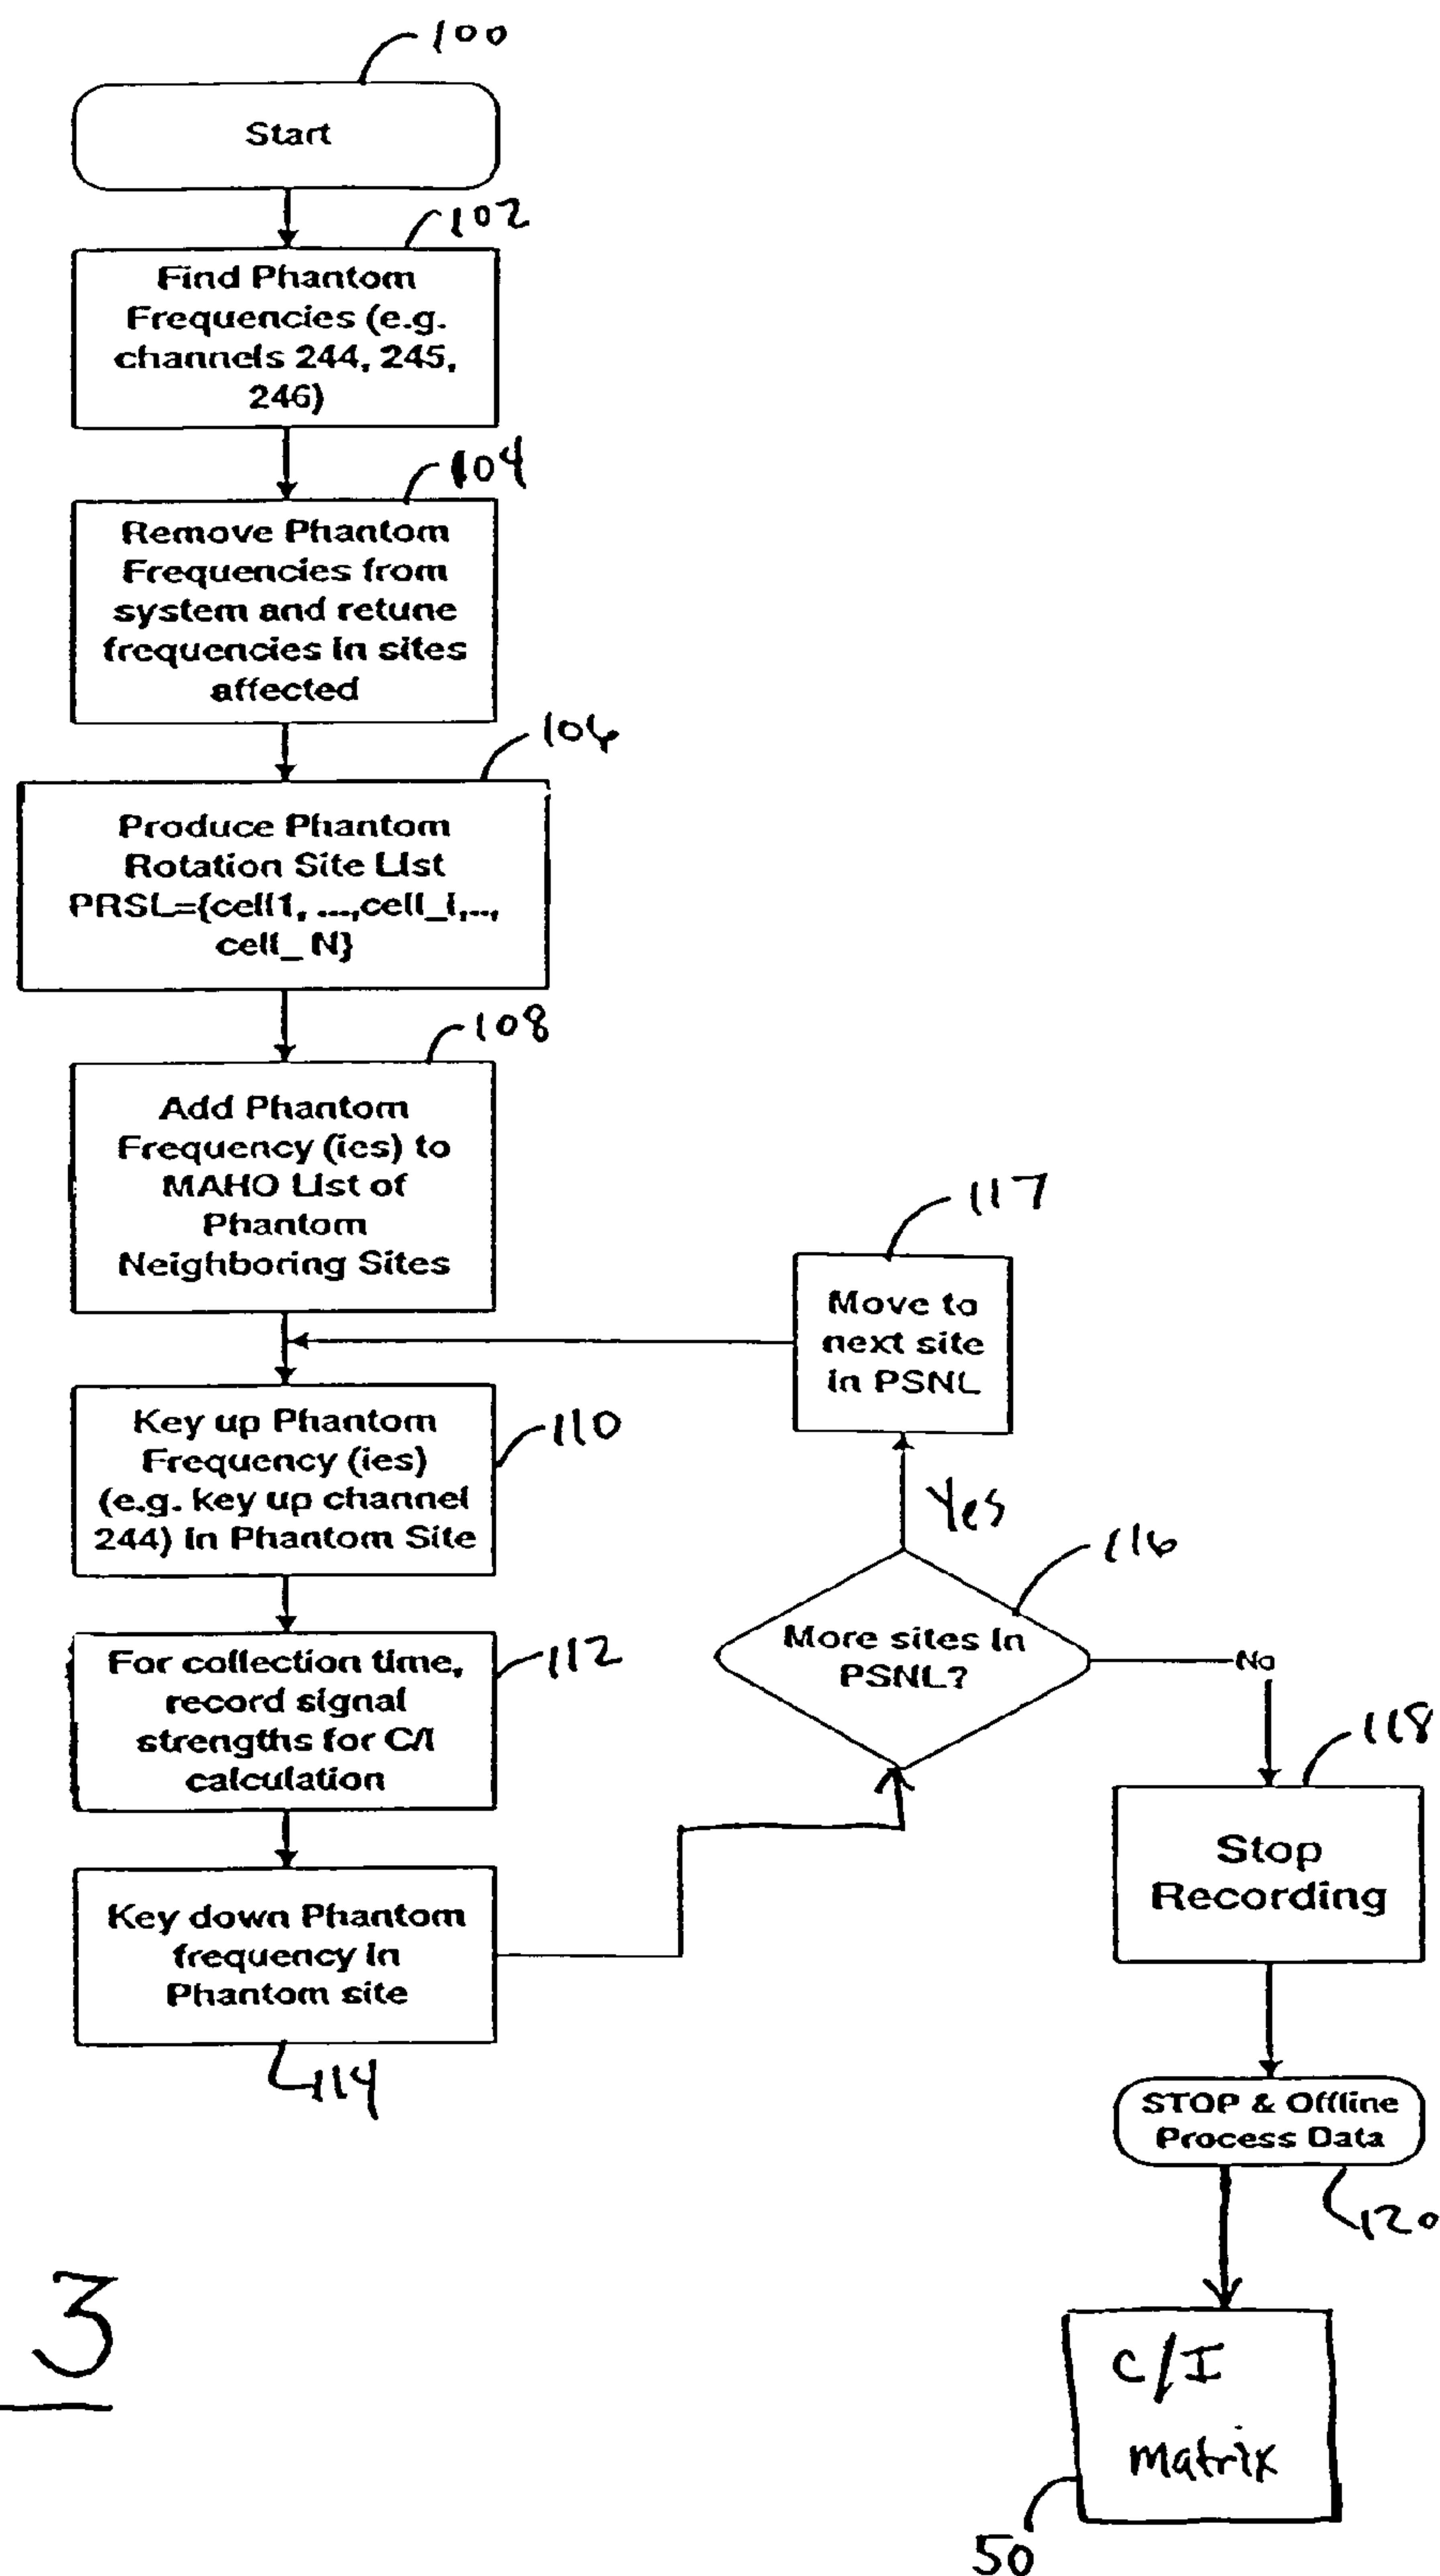 100
Start
102
Find Phantom
Frequencies (e.g.
channels 244, 245,
246)
104
Remove Phantom
Frequencies from
system and retune
frequencies in sites
affected
106
Produce Phantom
Rotation Site List
PRSL={cell1, ...,cell_i,..,
cell_N}
108
Add Phantom
Frequency (ies) to
MAHO List of
Phantom
Neighboring Sites
117
Move to
next site
in PSNL
Key up Phantom
Frequency (ies)
(e.g. key up channel
244) in Phantom Site
110
Yes
116
More sites in
PSNL?
No
For collection time,
record signal
strengths for C/I
calculation
112
118
Stop
Recording
Key down Phantom
frequency in
Phantom site
114
STOP & Offline
Process Data
120
3
C/I
matrix
50